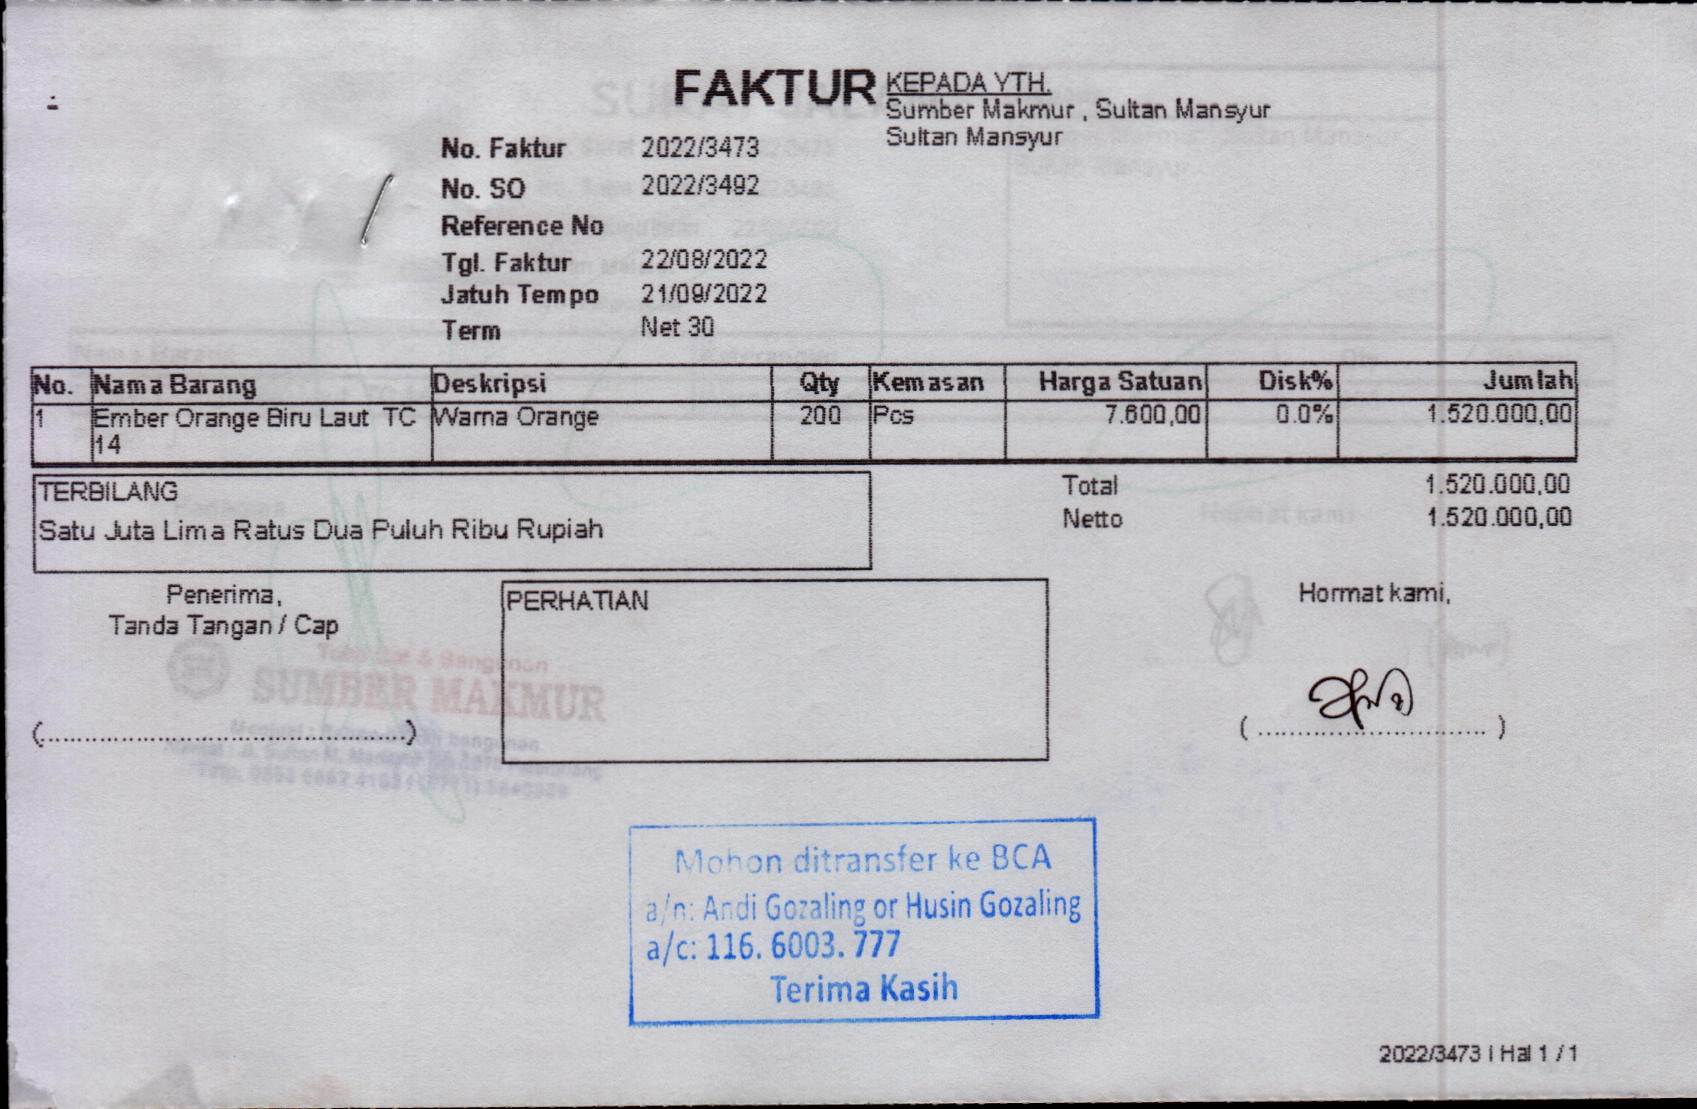 FAKTUR
KEPADA YTH.
Sumber Makmur , Sultan Mansyur
Sultan Mansyur
No. Faktur 2022/3473
No. SO 2022/3492
Reference No
Tgl. Faktur 22/08/2022
Jatuh Tempo 21/09/2022
Term Net 30
No. Nama Barang Deskripsi Qty Kemasan Harga Satuan Disk% Jumlah
1 Ember Orange Biru Laut TC Warna Orange 200 Pcs 7.600,00 0.0% 1.520.000,00
14
TERBILANG
Satu Juta Lima Ratus Dua Puluh Ribu Rupiah
Total 1.520.000,00
Netto 1.520.000,00
Penerima,
Tanda Tangan / Cap
(..................................................)
PERHATIAN
Hormat kami,
( ............................. )
Toko Cat & Bangunan
SUMBER MAKMUR
Mohon ditransfer ke BCA
a/n: Andi Gozaling or Husin Gozaling
a/c: 116. 6003. 777
Terima Kasih
2022/3473 | Hal 1 / 1